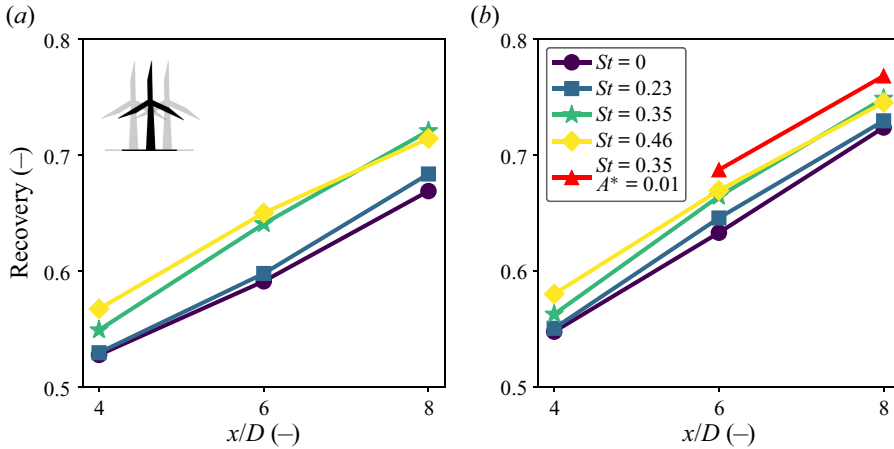 (a)
0.8
0.7
0.6
0.5
Recovery (–)
4
6
8
x/D (–)
(b)
0.8
0.7
0.6
0.5
St = 0
St = 0.23
St = 0.35
St = 0.46
St = 0.35
A* = 0.01
4
6
8
x/D (–)